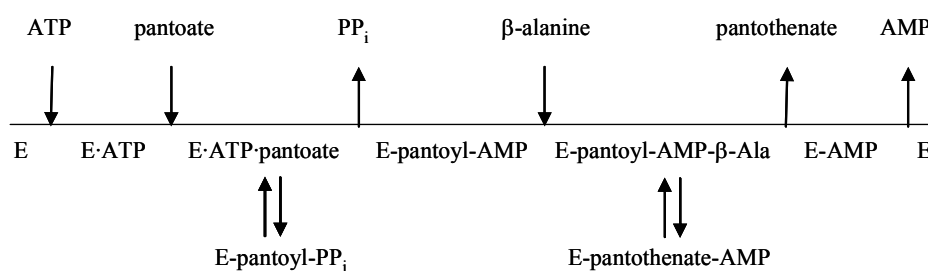 ATP pantoate PPi β-alanine pantothenate AMP
E E·ATP E·ATP·pantoate E-pantoyl-AMP E-pantoyl-AMP-β-Ala E-AMP E
E-pantoyl-PPi E-pantothenate-AMP